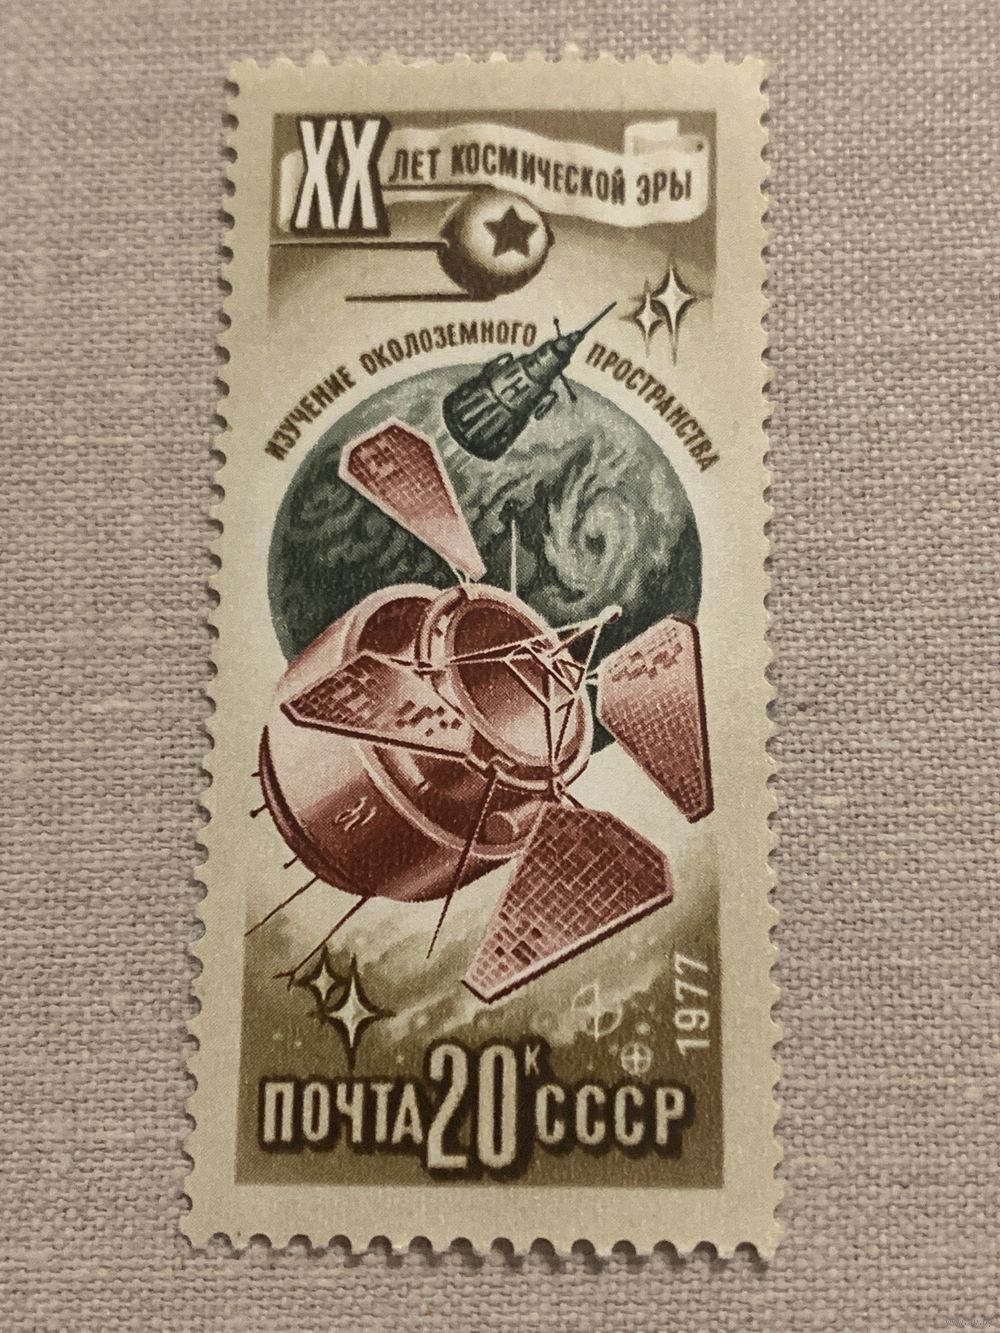 XX ЛЕТ КОСМИЧЕСКОЙ ЭРЫ
ИЗУЧЕНИЕ ОКОЛОЗЕМНОГО ПРОСТРАНСТВА
1977
ПОЧТА 20К СССР